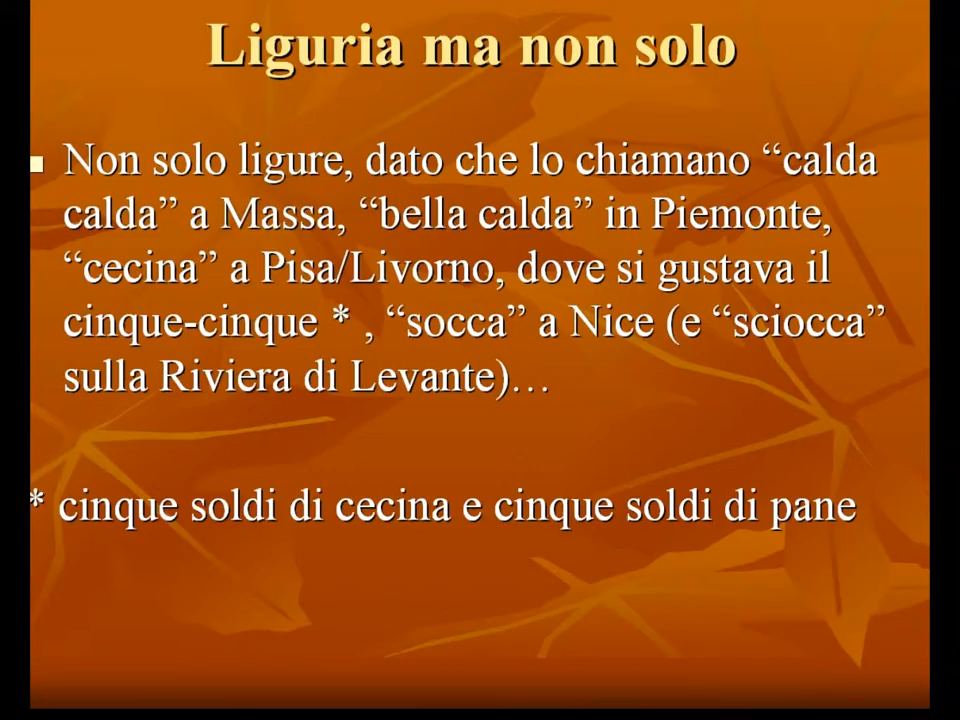 Liguria ma non solo
Non solo ligure, dato che lo chiamano “calda
calda” a Massa, “bella calda” in Piemonte,
“cecina” a Pisa/Livorno, dove si gustava il
cinque-cinque * , “socca” a Nice (e “sciocca”
sulla Riviera di Levante)…
* cinque soldi di cecina e cinque soldi di pane